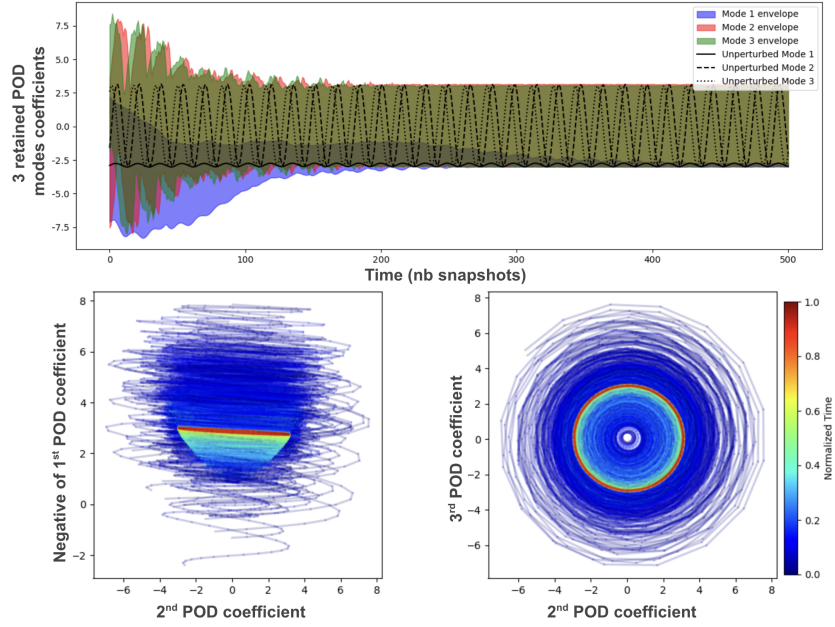 7.5
5.0
2.5
0.0
-2.5
-5.0
-7.5
3 retained POD
modes coefficients
Mode 1 envelope
Mode 2 envelope
Mode 3 envelope
Unperturbed Mode 1
Unperturbed Mode 2
Unperturbed Mode 3
0 100 200 300 400 500
Time (nb snapshots)
8
6
4
2
0
−2
Negative of 1st POD coefficient
−6 −4 −2 0 2 4 6 8
2nd POD coefficient
8
6
4
2
0
−2
−4
−6
3rd POD coefficient
−6 −4 −2 0 2 4 6 8
2nd POD coefficient
1.0
0.8
0.6
0.4
0.2
0.0
Normalized Time